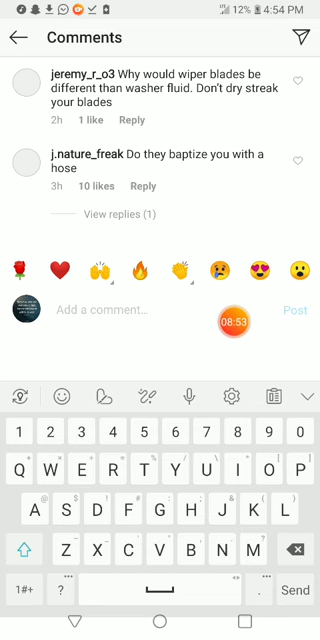 12% 4:54 PM
Comments
jeremy_r_o3 Why would wiper blades be
different than washer fluid. Don't dry streak
your blades
2h 1 like Reply
j.nature_freak Do they baptize you with a
hose
3h 10 likes Reply
View replies (1)
Add a comment... 08:53 Post
1 2 3 4 5 6 7 8 9 0
Q W E R T Y U I O P
A S D F G H J K L
Z X C V B N M
1#+ ? . Send